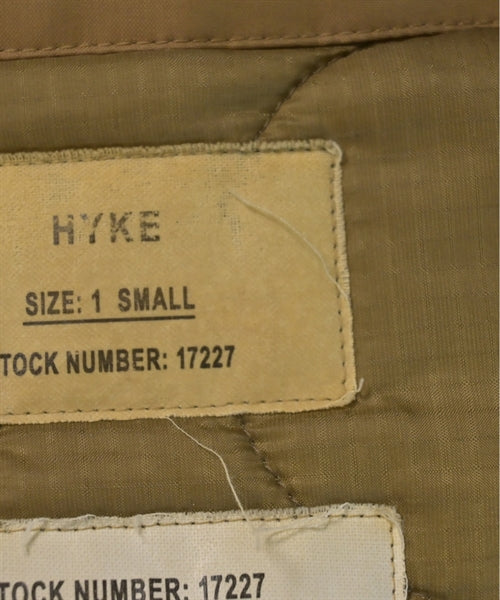 HYKE
SIZE: 1 SMALL
TOCK NUMBER: 17227
TOCK NUMBER: 17227